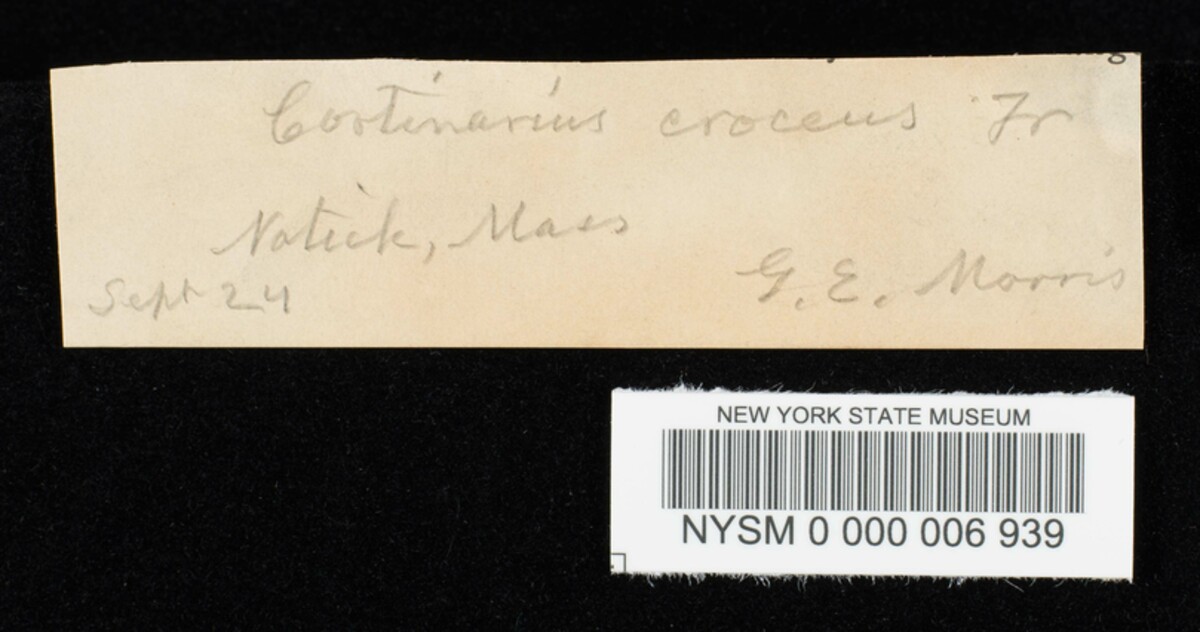 Cortinarius croceus Fr
Natick, Mass
Sept 24
G. E. Morris
NEW YORK STATE MUSEUM
NYSM 0 000 006 939